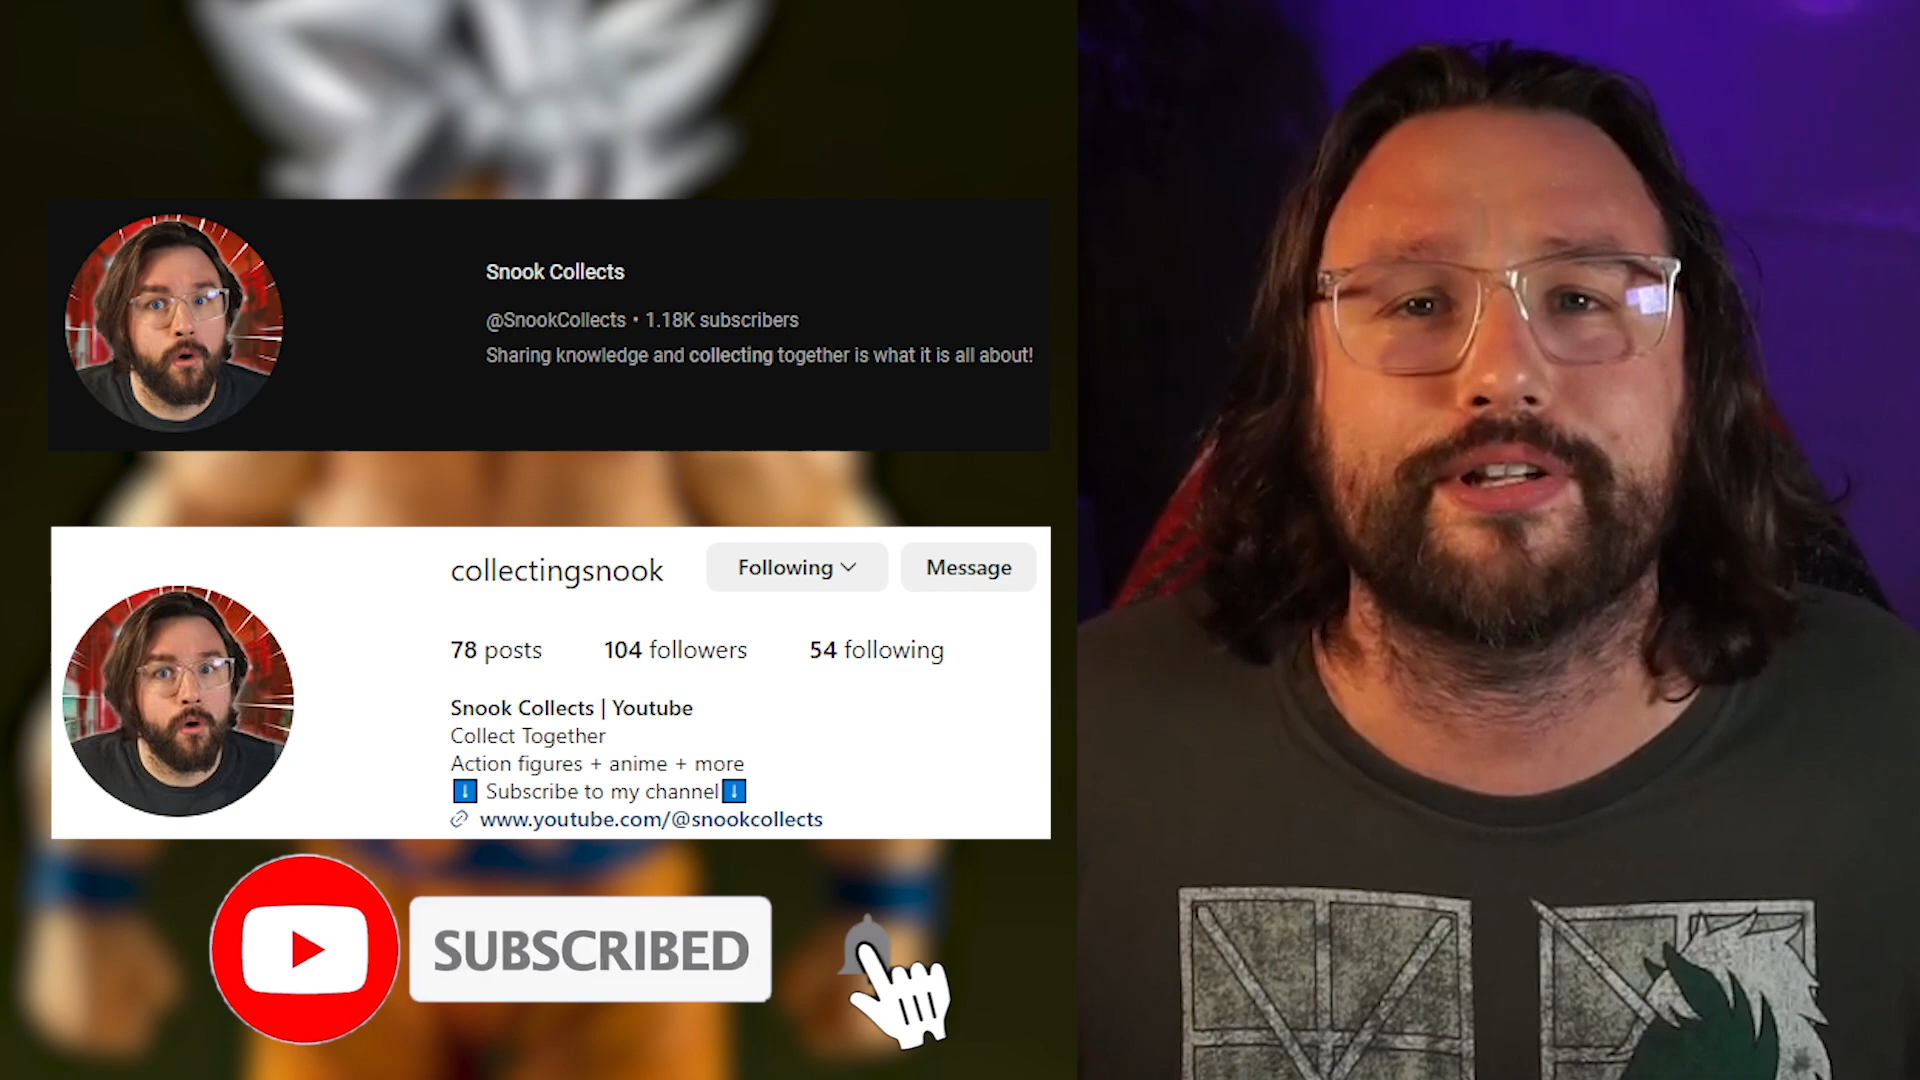 Snook Collects
@SnookCollects • 1.18K subscribers
Sharing knowledge and collecting together is what it is all about!
collectingsnook Following Message
78 posts 104 followers 54 following
Snook Collects | Youtube
Collect Together
Action figures + anime + more
⬇️ Subscribe to my channel⬇️
www.youtube.com/@snookcollects
SUBSCRIBED